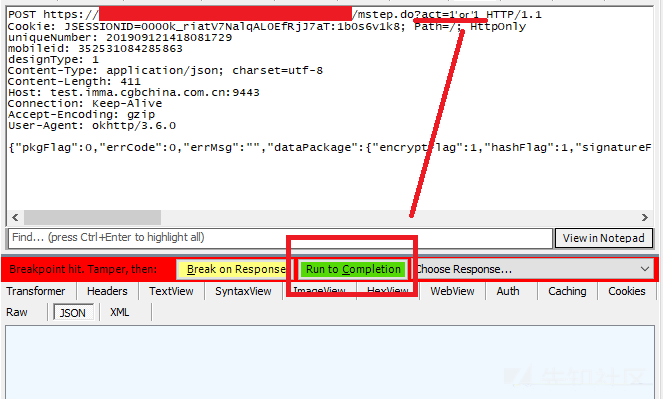 POST https://                    /mstep.do?act=1'or'1 HTTP/1.1
Cookie: JSESSIONID=0000k_riatV7NalqAL0EfRjJ7aT:1b0s6v1k8; Path=/; HttpOnly
uniqueNumber: 201909121418081729
mobileid: 352531084285863
designType: 1
Content-Type: application/json; charset=utf-8
Content-Length: 411
Host: test.imma.cgbchina.com.cn:9443
Connection: Keep-Alive
Accept-Encoding: gzip
User-Agent: okhttp/3.6.0
{"pkgFlag":0,"errCode":0,"errMsg":"","dataPackage":{"encryptFlag":1,"hashFlag":1,"signatureF
Find... (press Ctrl+Enter to highlight all)
View in Notepad
Breakpoint hit. Tamper, then: Break on Response Run to Completion Choose Response...
Transformer Headers TextView SyntaxView ImageView HexView WebView Auth Caching Cookies
Raw JSON XML
先知社区